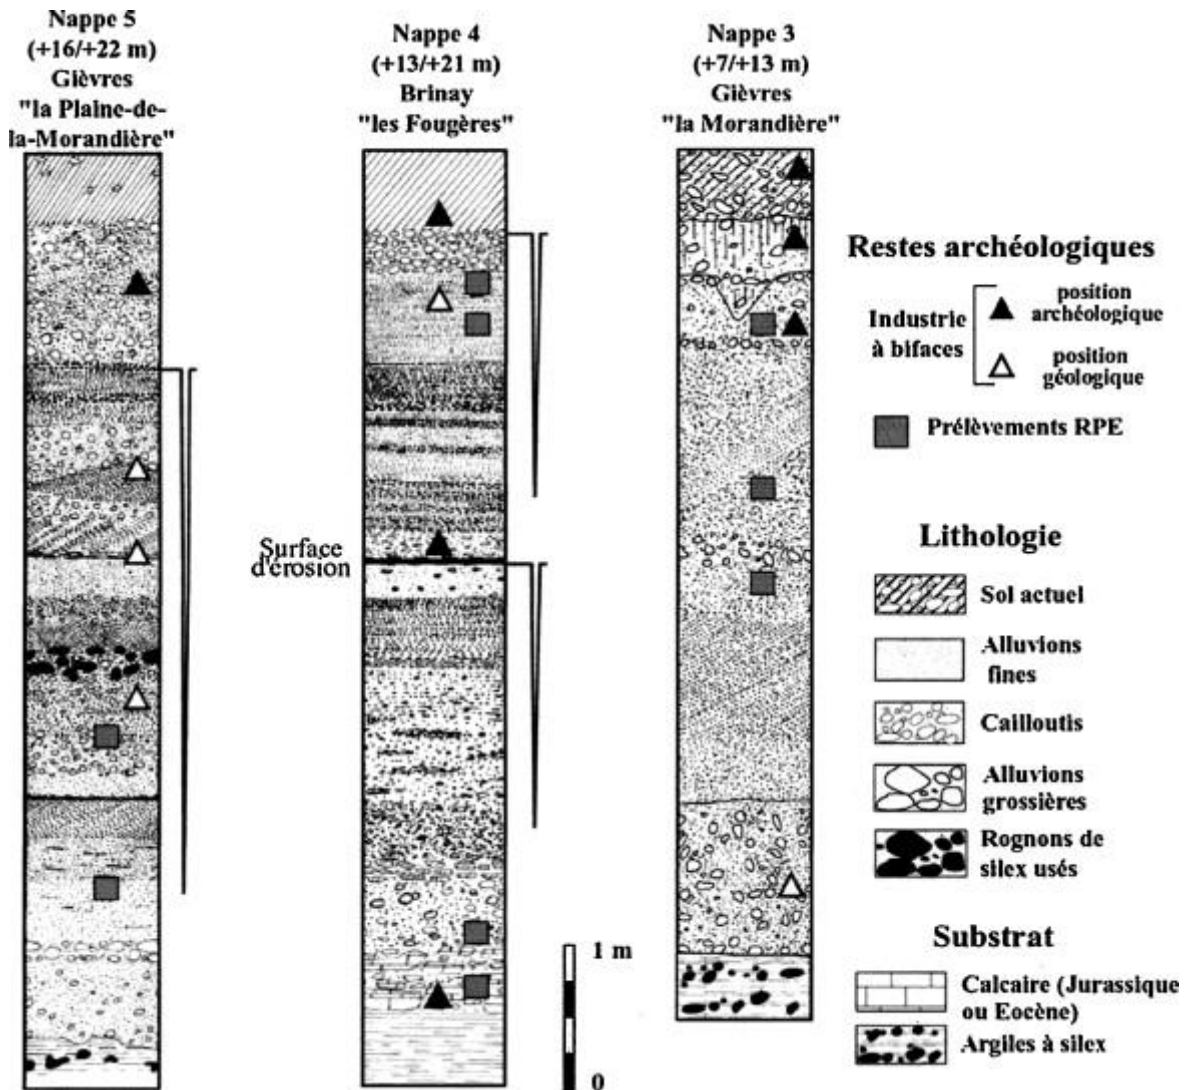 Nappe 5
(+16/+22 m)
Gièvres
"la Plaine-de-
la-Morandière"
Nappe 4
(+13/+21 m)
Brinay
"les Fougères"
Nappe 3
(+7/+13 m)
Gièvres
"la Morandière"
Surface
d'érosion
1 m
0
Restes archéologiques
Industrie
à bifaces
position
archéologique
position
géologique
Prélèvements RPE
Lithologie
Sol actuel
Alluvions
fines
Cailloutis
Alluvions
grossières
Rognons de
silex usés
Substrat
Calcaire (Jurassique
ou Eocène)
Argiles à silex